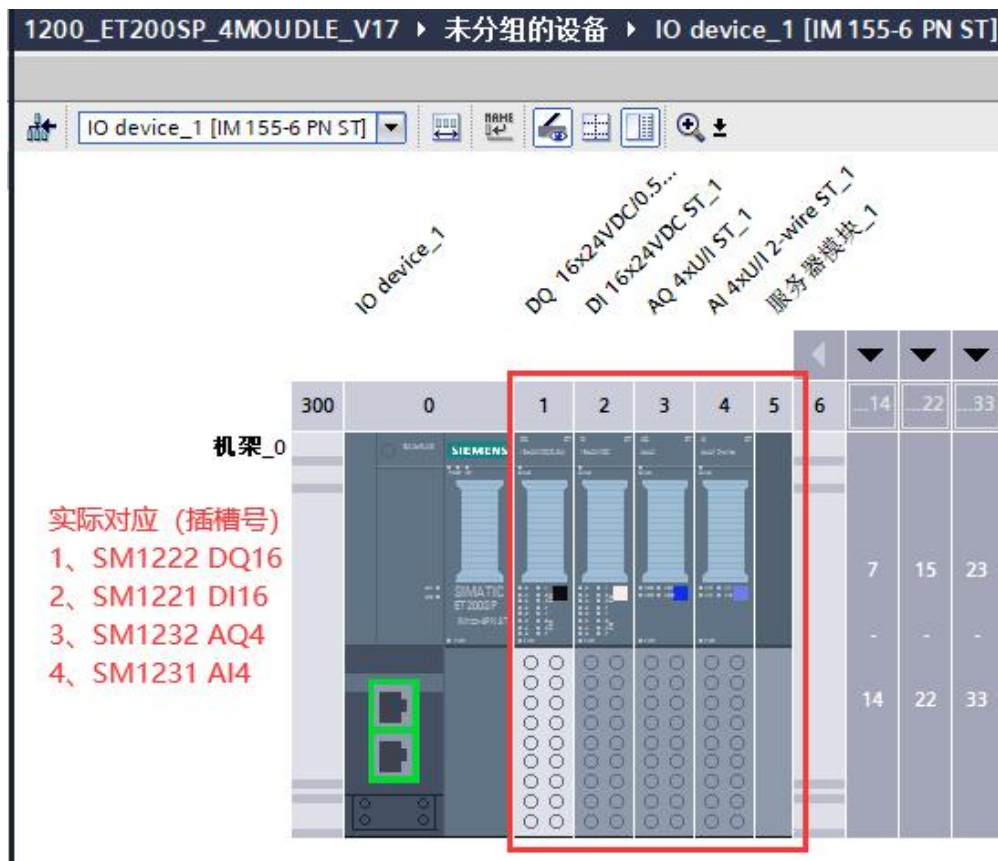 1200_ET200SP_4MOUDLE_V17 ▸ 未分组的设备 ▸ IO device_1 [IM 155-6 PN ST]
IO device_1 [IM 155-6 PN ST]
NAME
IO device_1
DQ 16x24VDC/0.5...
DI 16x24VDC ST_1
AQ 4xU/I ST_1
AI 4xU/I 2-wire ST_1
服务器模块_1
300 0 1 2 3 4 5 6 ...14 ...22 ...33
机架_0
SIEMENS
实际对应（插槽号）
1、SM1222 DQ16
2、SM1221 DI16
3、SM1232 AQ4
4、SM1231 AI4
SIMATIC
ET 200SP
7 15 23
- - -
14 22 33